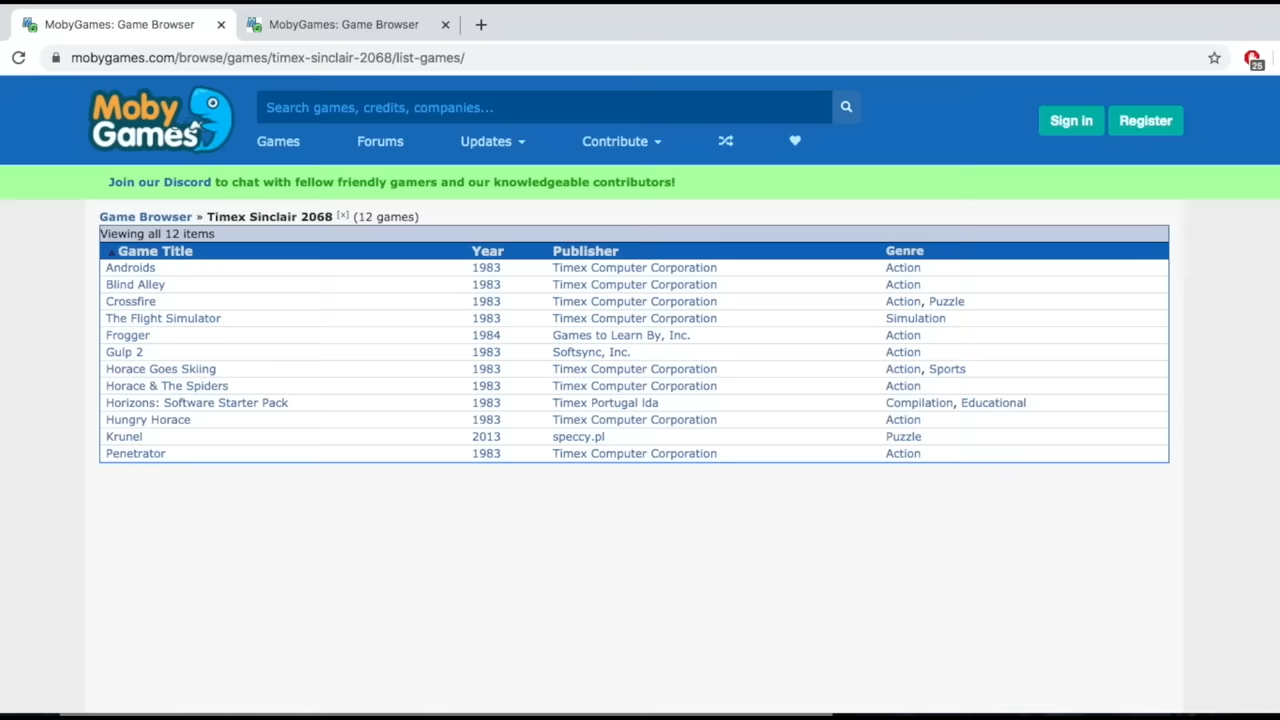 MobyGames: Game Browser
MobyGames: Game Browser
mobygames.com/browse/games/timex-sinclair-2068/list-games/
25
Moby Games
Search games, credits, companies...
Sign In Register
Games Forums Updates Contribute
Join our Discord to chat with fellow friendly gamers and our knowledgeable contributors!
Game Browser » Timex Sinclair 2068 [x] (12 games)
Viewing all 12 items
Game Title Year Publisher Genre
Androids 1983 Timex Computer Corporation Action
Blind Alley 1983 Timex Computer Corporation Action
Crossfire 1983 Timex Computer Corporation Action, Puzzle
The Flight Simulator 1983 Timex Computer Corporation Simulation
Frogger 1984 Games to Learn By, Inc. Action
Gulp 2 1983 Softsync, Inc. Action
Horace Goes Skiing 1983 Timex Computer Corporation Action, Sports
Horace & The Spiders 1983 Timex Computer Corporation Action
Horizons: Software Starter Pack 1983 Timex Portugal lda Compilation, Educational
Hungry Horace 1983 Timex Computer Corporation Action
Krunel 2013 speccy.pl Puzzle
Penetrator 1983 Timex Computer Corporation Action